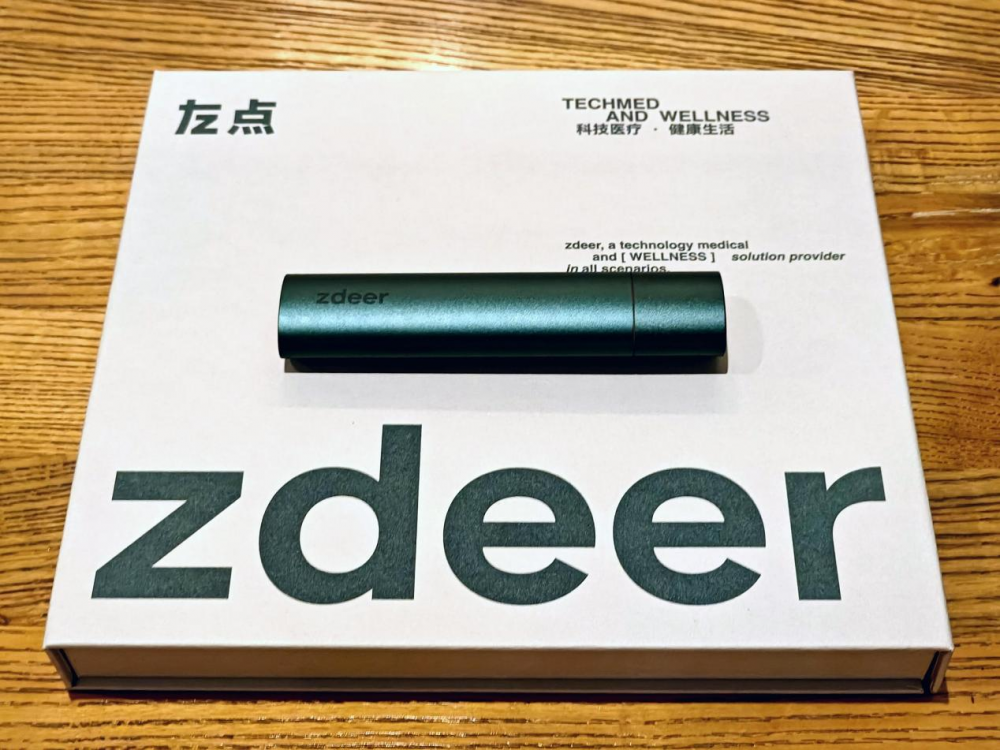 左点
TECHMED
AND WELLNESS
科技医疗 · 健康生活
zdeer, a technology medical
and [ WELLNESS ] solution provider
in all scenarios.
zdeer
zdeer